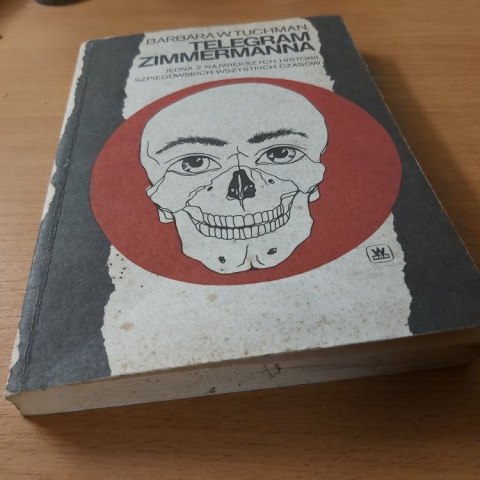 BARBARA W. TUCHMAN
TELEGRAM
ZIMMERMANNA
JEDNA Z NAJWIĘKSZYCH HISTORII
SZPIEGOWSKICH WSZYSTKICH CZASÓW